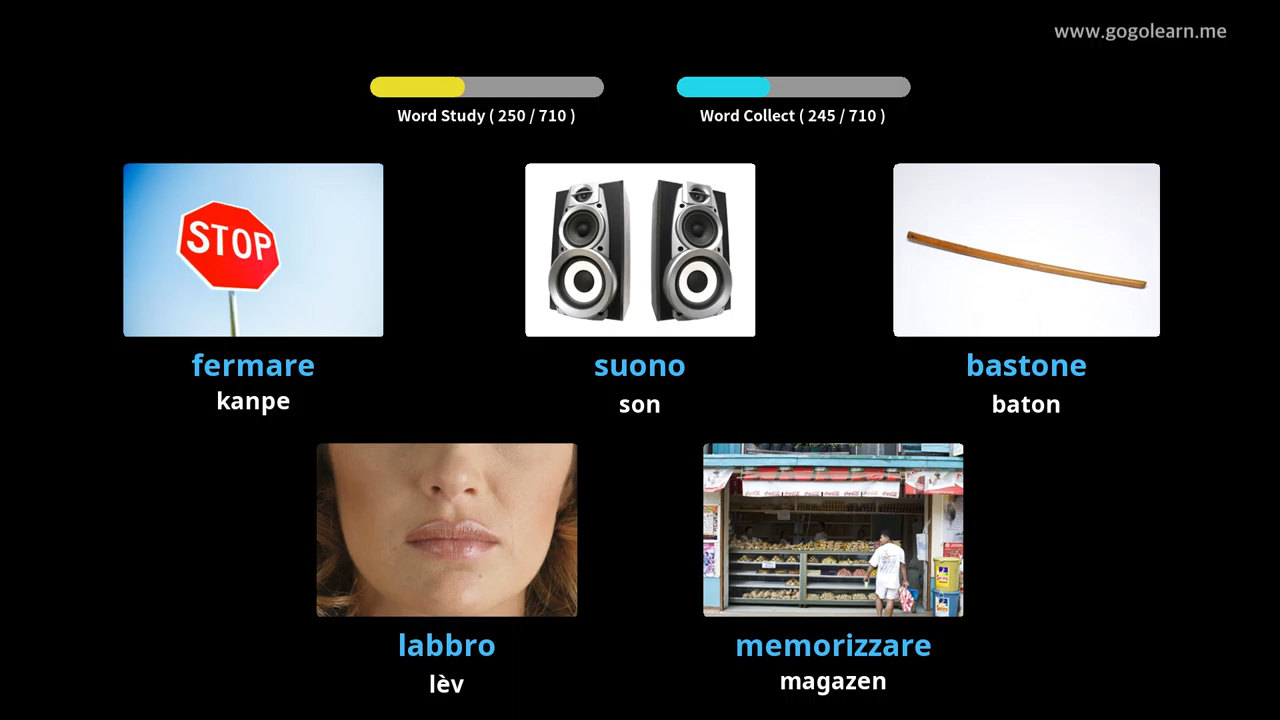 www.gogolearn.me
Word Study ( 250 / 710 )
Word Collect ( 245 / 710 )
STOP
fermare
kanpe
suono
son
bastone
baton
labbro
lèv
memorizzare
magazen